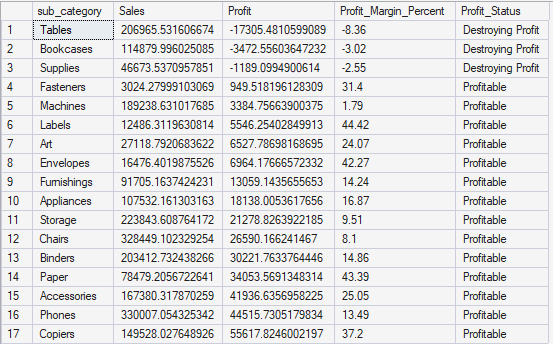 sub_category Sales Profit Profit_Margin_Percent Profit_Status
1 Tables 206965.531606674 -17305.4810599089 -8.36 Destroying Profit
2 Bookcases 114879.996025085 -3472.55603647232 -3.02 Destroying Profit
3 Supplies 46673.5370957851 -1189.0994900614 -2.55 Destroying Profit
4 Fasteners 3024.27999103069 949.518196128309 31.4 Profitable
5 Machines 189238.631017685 3384.75663900375 1.79 Profitable
6 Labels 12486.3119630814 5546.25402849913 44.42 Profitable
7 Art 27118.7920683622 6527.78698168695 24.07 Profitable
8 Envelopes 16476.4019875526 6964.17666572332 42.27 Profitable
9 Furnishings 91705.1637424231 13059.1435655653 14.24 Profitable
10 Appliances 107532.161303163 18138.0053617656 16.87 Profitable
11 Storage 223843.608764172 21278.8263922185 9.51 Profitable
12 Chairs 328449.102329254 26590.166241467 8.1 Profitable
13 Binders 203412.732438266 30221.7633764446 14.86 Profitable
14 Paper 78479.2056722641 34053.5691348314 43.39 Profitable
15 Accessories 167380.317870259 41936.6356958225 25.05 Profitable
16 Phones 330007.054325342 44515.7305179834 13.49 Profitable
17 Copiers 149528.027648926 55617.8246002197 37.2 Profitable